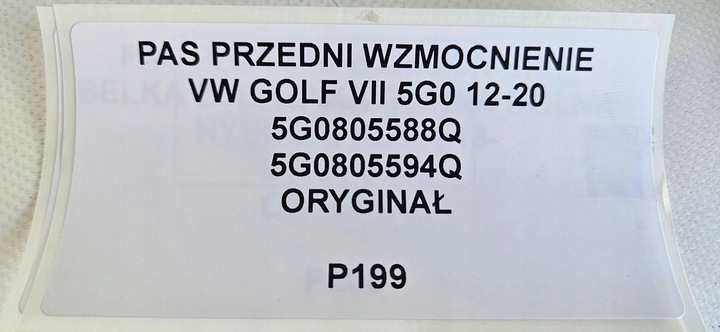 PAS PRZEDNI WZMOCNIENIE
VW GOLF VII 5G0 12-20
5G0805588Q
5G0805594Q
ORYGINAŁ
P199